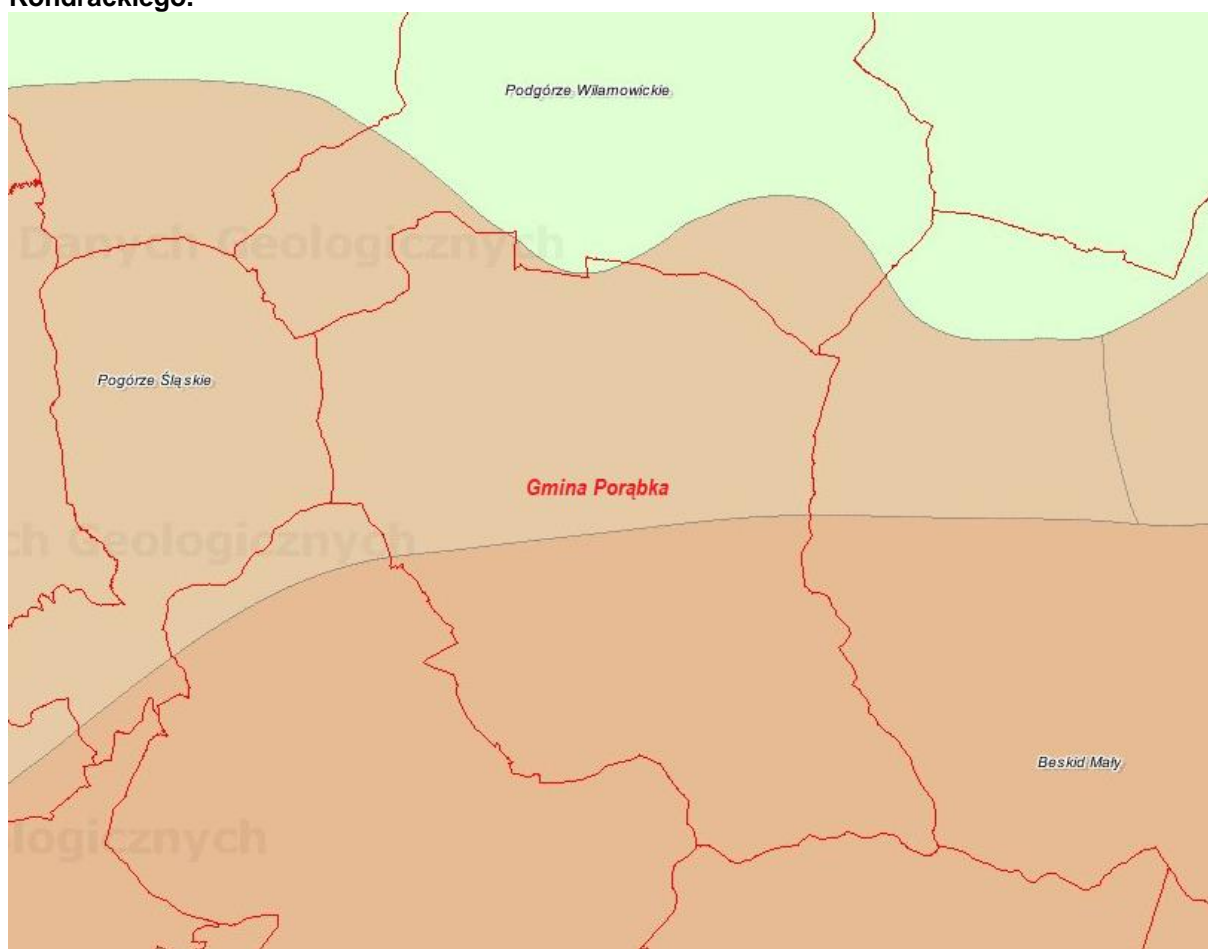 Kondrackiego.
Podgórze Wilamowickie
Danych Geologicznych
Pogórze Śląskie
Gmina Porąbka
ch Geologicznych
Beskid Mały
logicznych